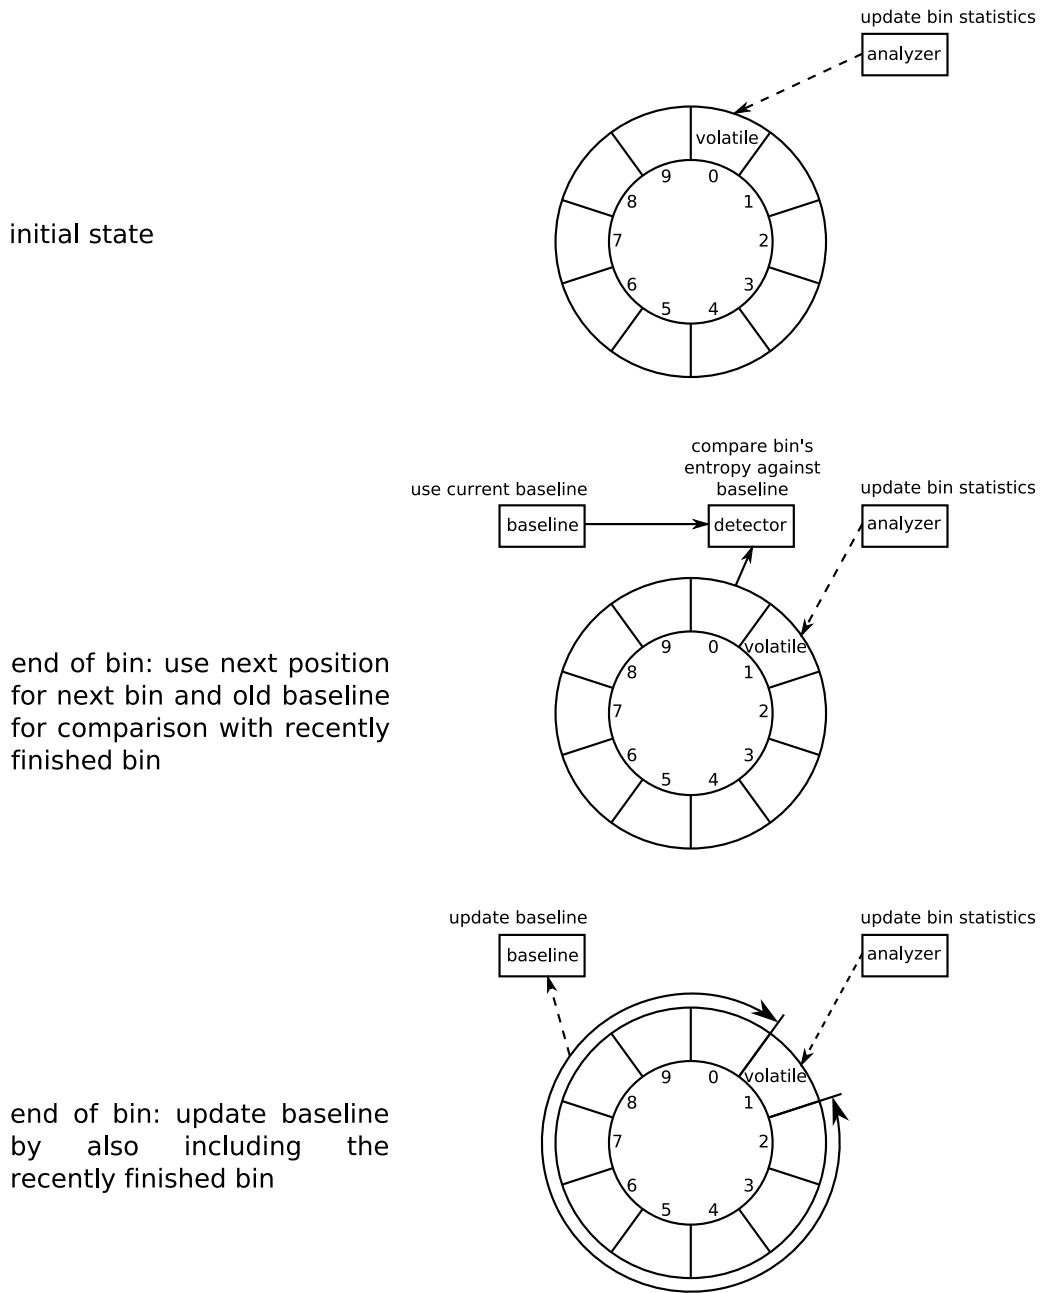 update bin statistics
analyzer
volatile
9 0
8 1
7 2
6 3
5 4
initial state
compare bin's
entropy against
use current baseline baseline update bin statistics
baseline detector analyzer
end of bin: use next position
for next bin and old baseline
for comparison with recently
finished bin
volatile
9 0
8 1
7 2
6 3
5 4
update baseline update bin statistics
baseline analyzer
end of bin: update baseline
by also including the
recently finished bin
volatile
9 0
8 1
7 2
6 3
5 4